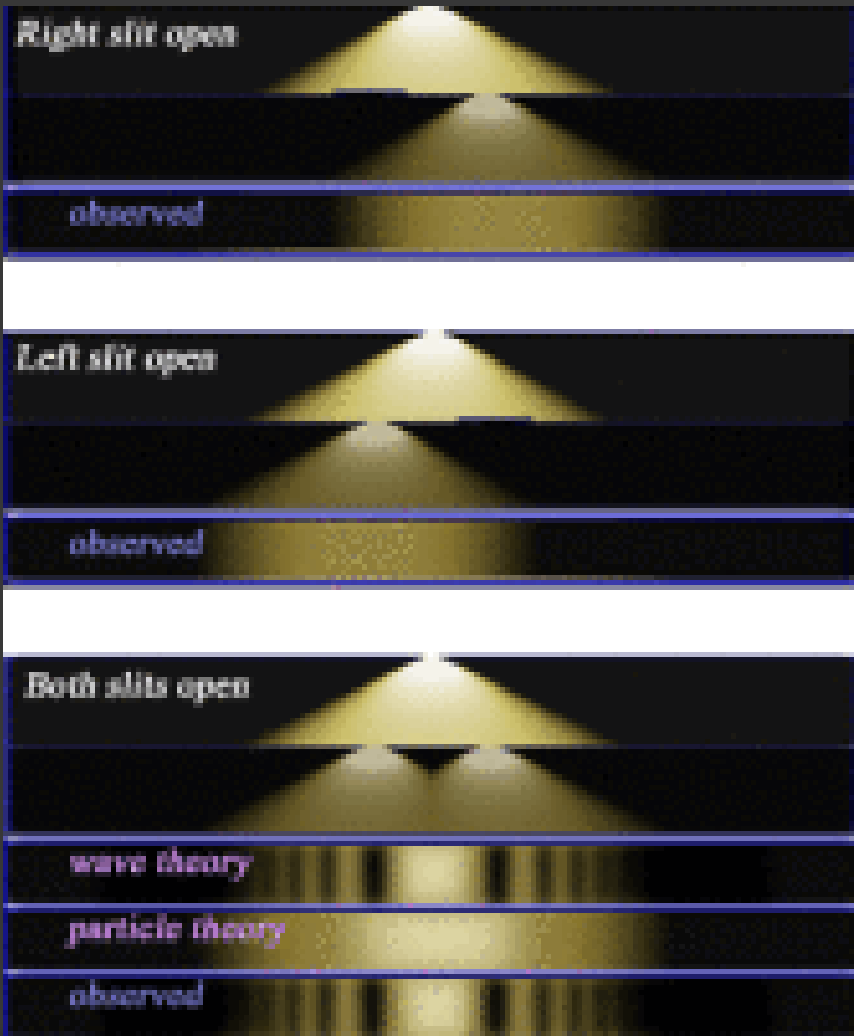 Right slit open
observed
Left slit open
observed
Both slits open
wave theory
particle theory
observed